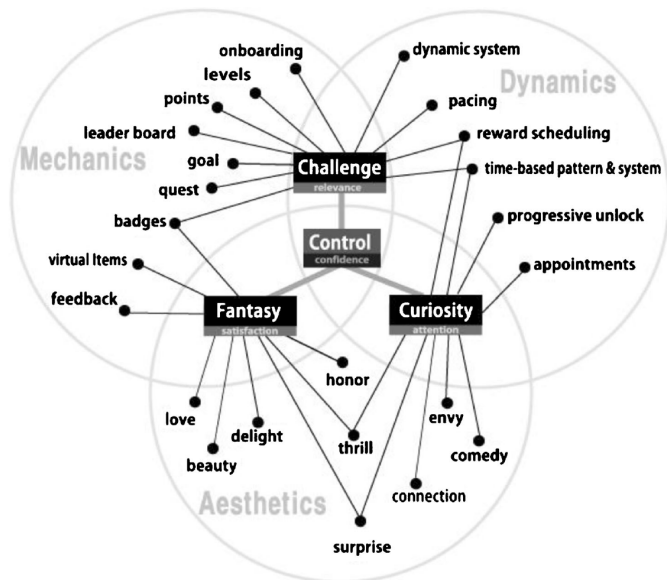 onboarding
dynamic system
levels
Dynamics
points
pacing
leader board
reward scheduling
Mechanics
goal
Challenge
time-based pattern & system
relevance
quest
badges
progressive unlock
Control
virtual Items
confidence
appointments
feedback
Fantasy
Curiosity
satisfaction
attention
honor
love
envy
delight
thrill
comedy
beauty
connection
Aesthetics
surprise